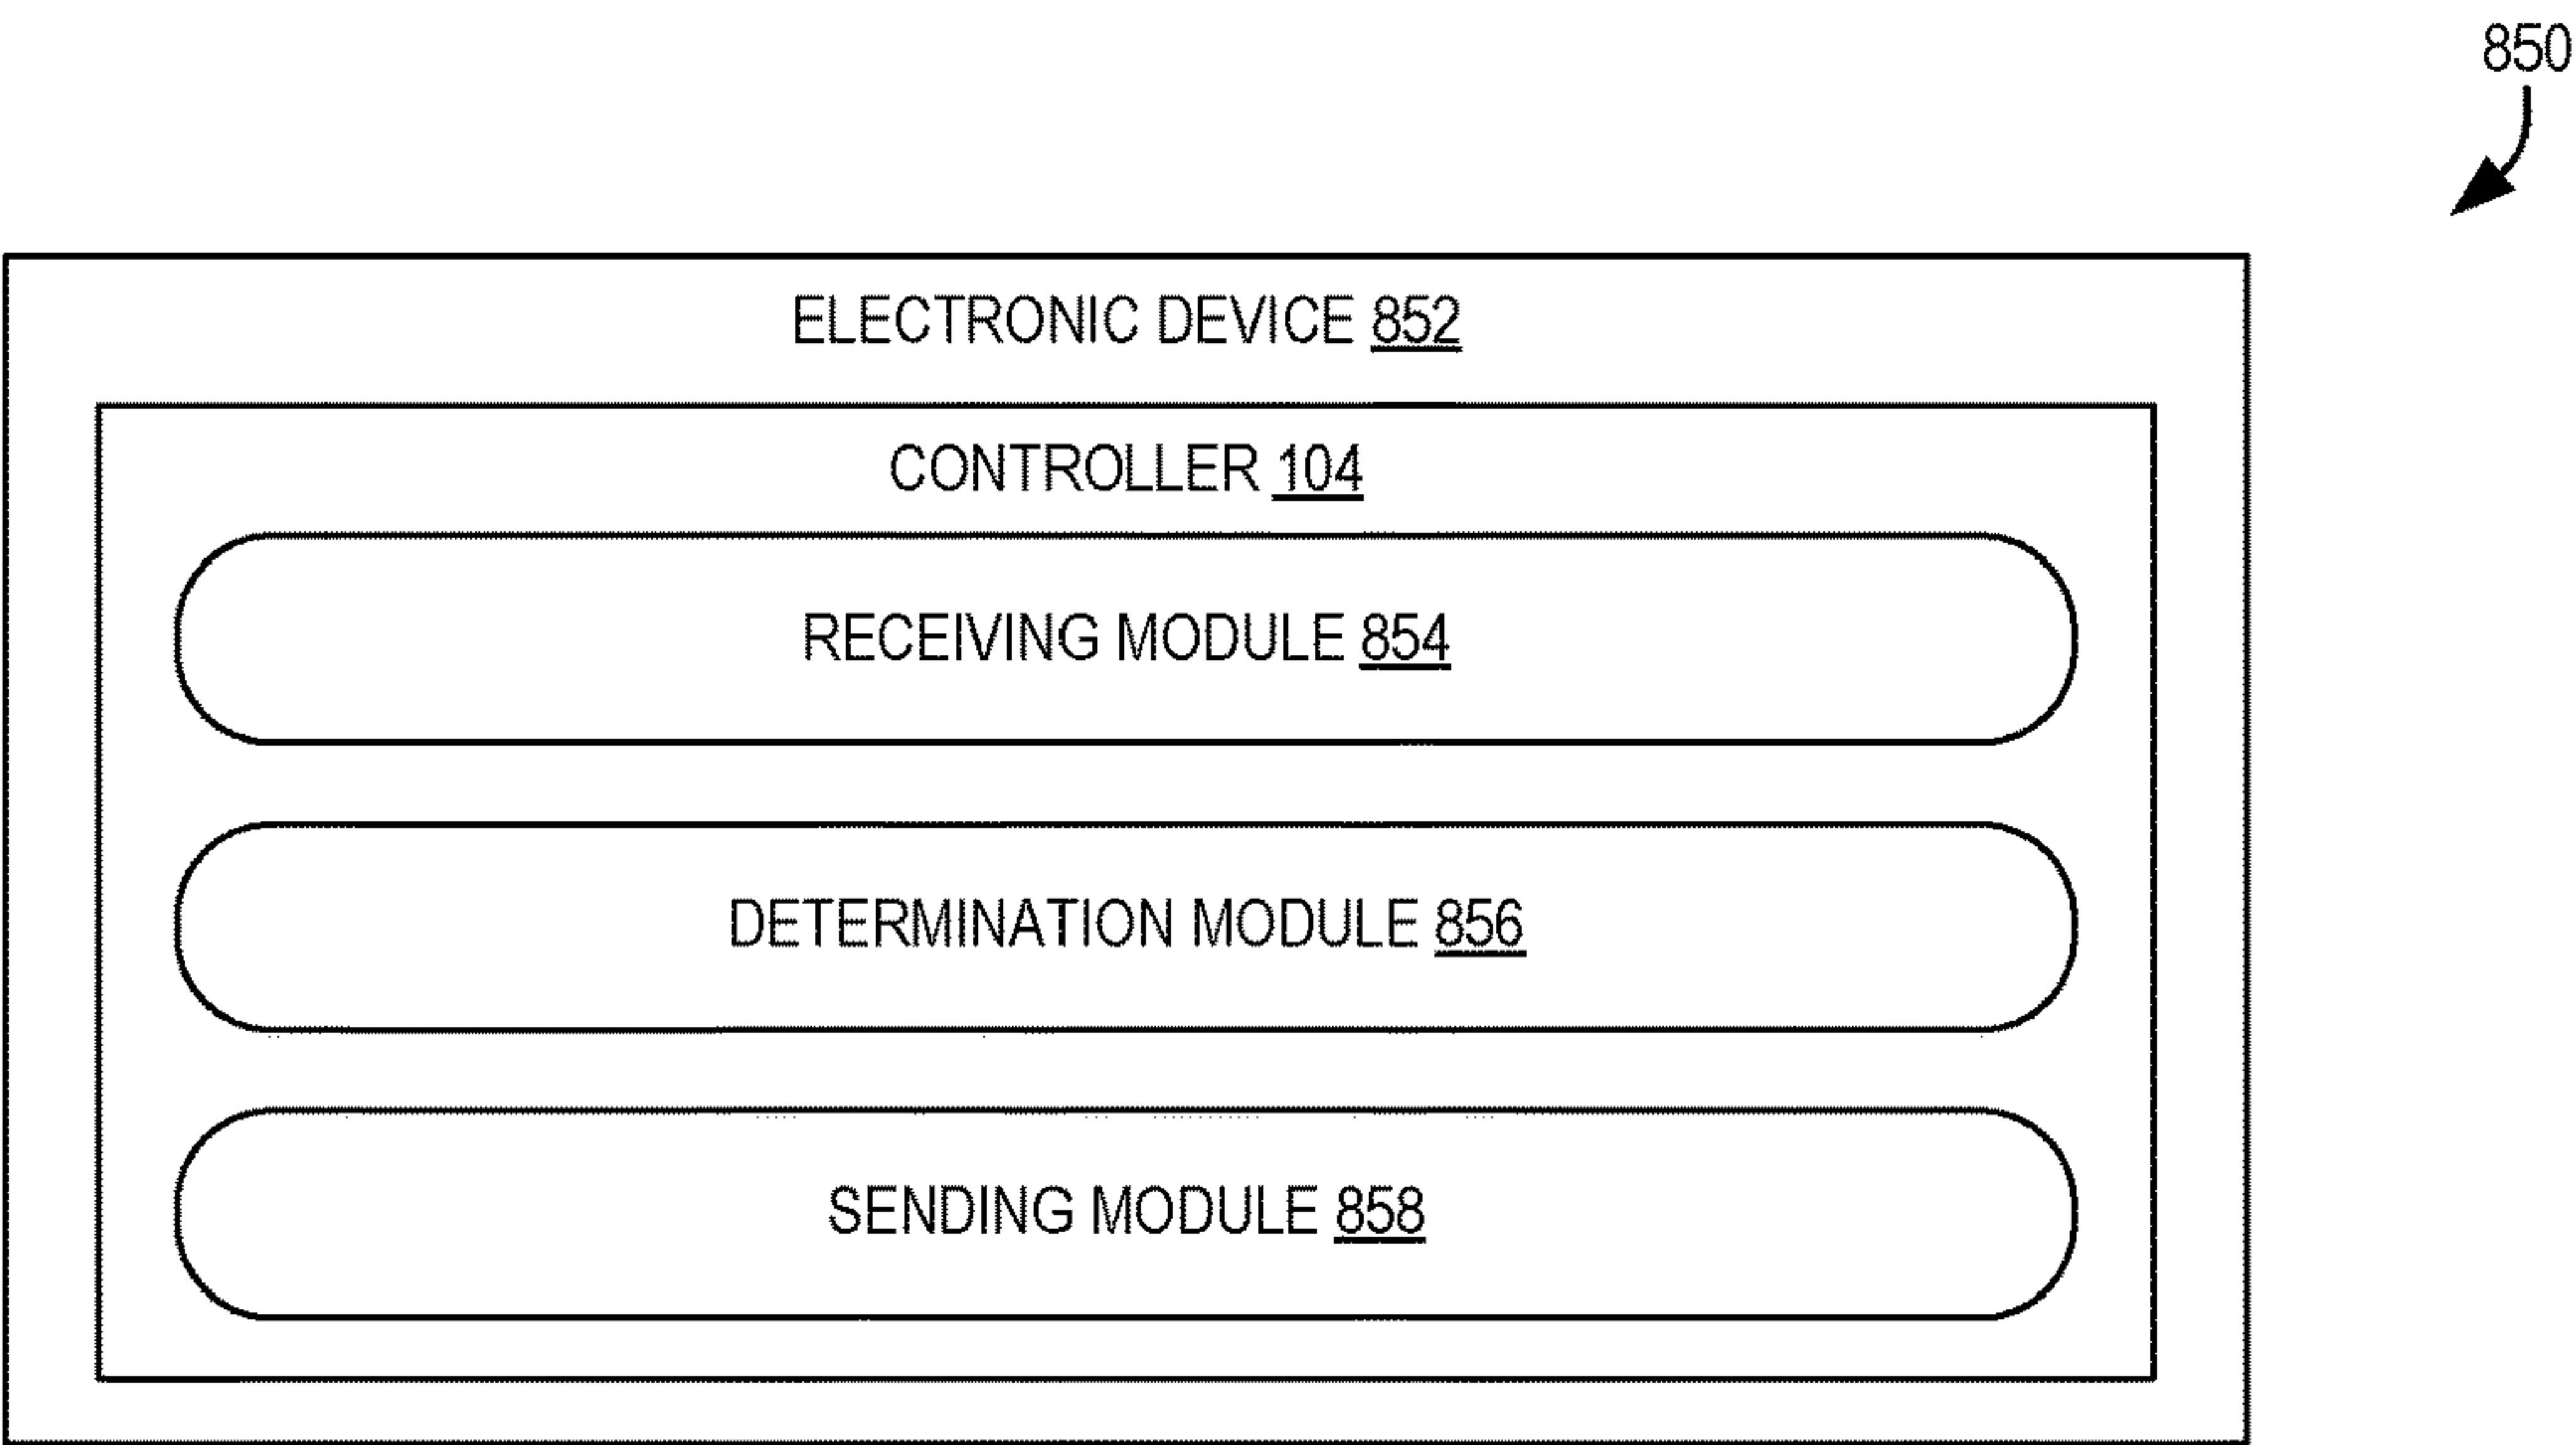 850
ELECTRONIC DEVICE 852
CONTROLLER 104
RECEIVING MODULE 854
DETERMINATION MODULE 856
SENDING MODULE 858